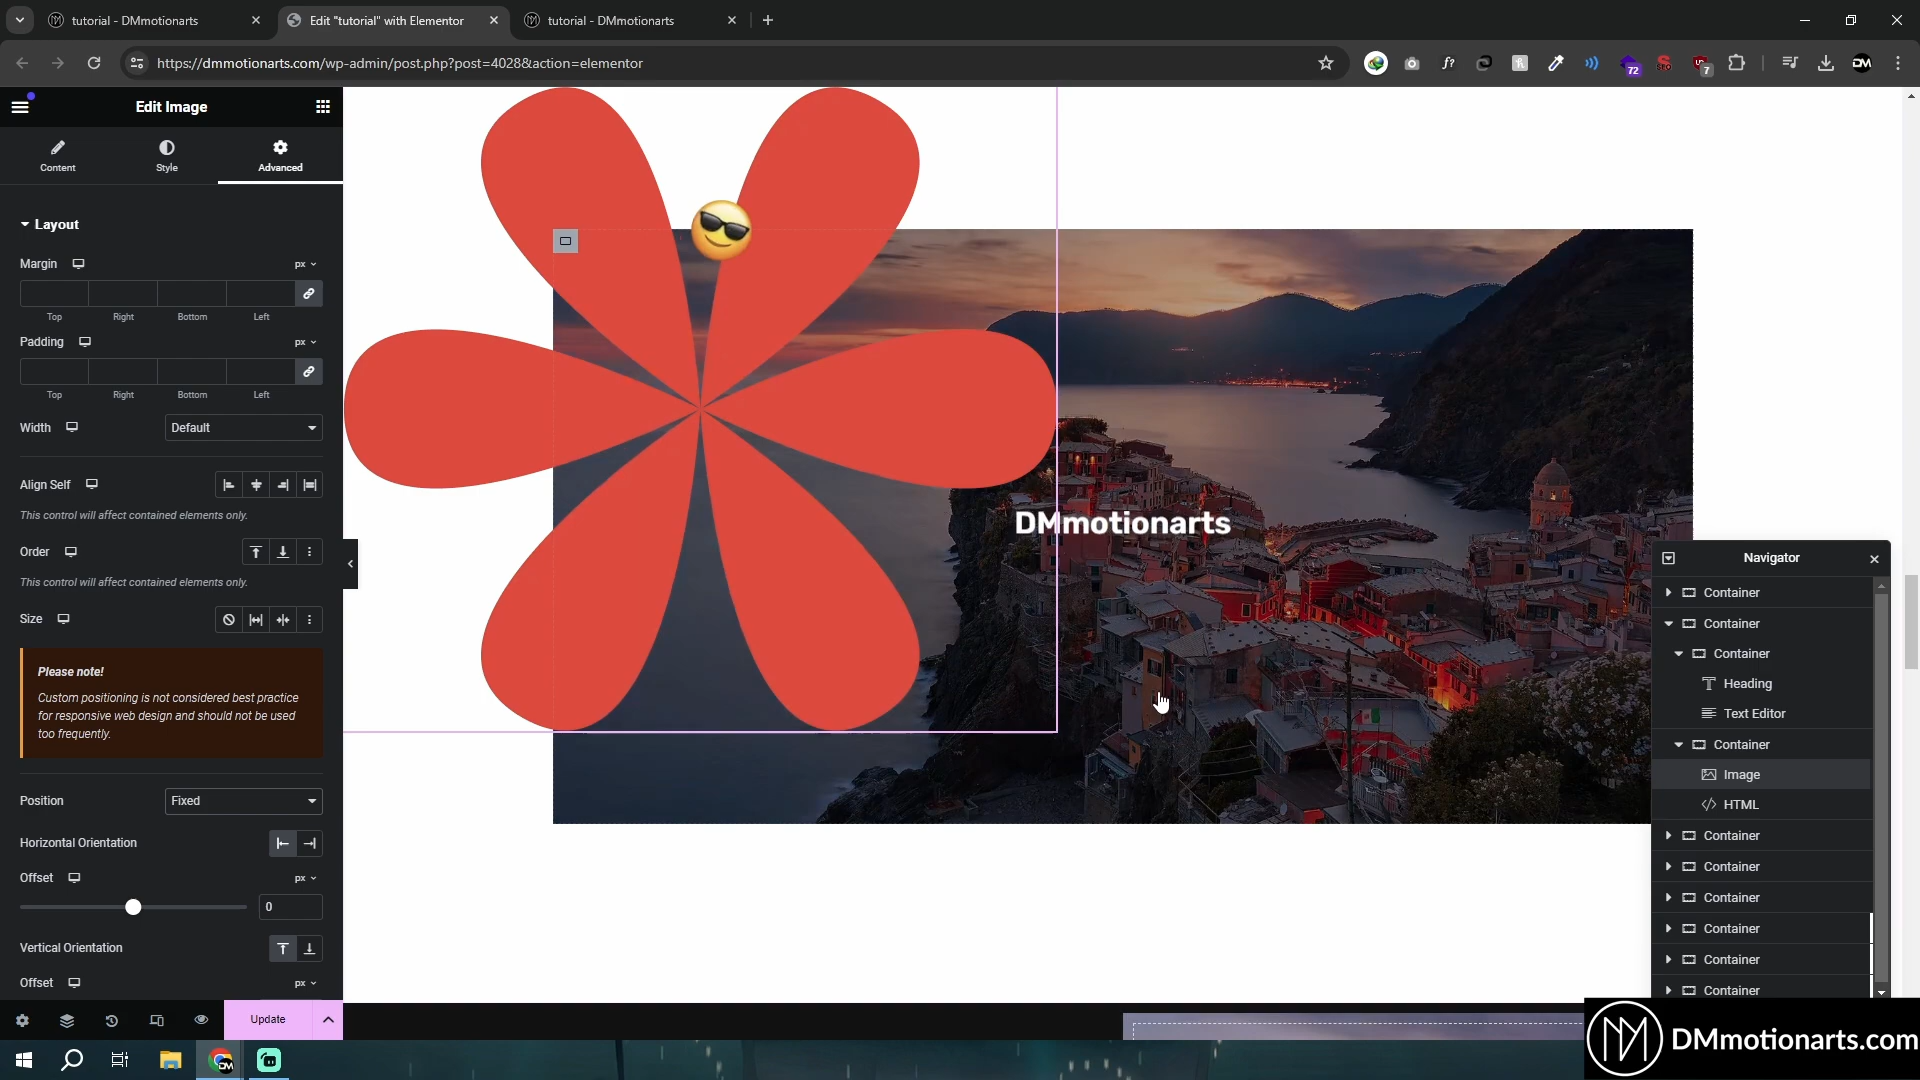 tutorial - DMmotionarts
Edit "tutorial" with Elementor
tutorial - DMmotionarts
https://dmmotionarts.com/wp-admin/post.php?post=4028&action=elementor
f?
72
7
DM
Edit Image
Content
Style
Advanced
Layout
Margin
px
Top
Right
Bottom
Left
Padding
px
Top
Right
Bottom
Left
Width
Default
Align Self
This control will affect contained elements only.
Order
This control will affect contained elements only.
Size
Please note!
Custom positioning is not considered best practice
for responsive web design and should not be used
too frequently.
Position
Fixed
Horizontal Orientation
Offset
px
0
Vertical Orientation
Offset
px
Update
DMmotionarts
Navigator
Container
Container
Container
Heading
Text Editor
Container
Image
HTML
Container
Container
Container
Container
Container
Container
DMmotionarts.com